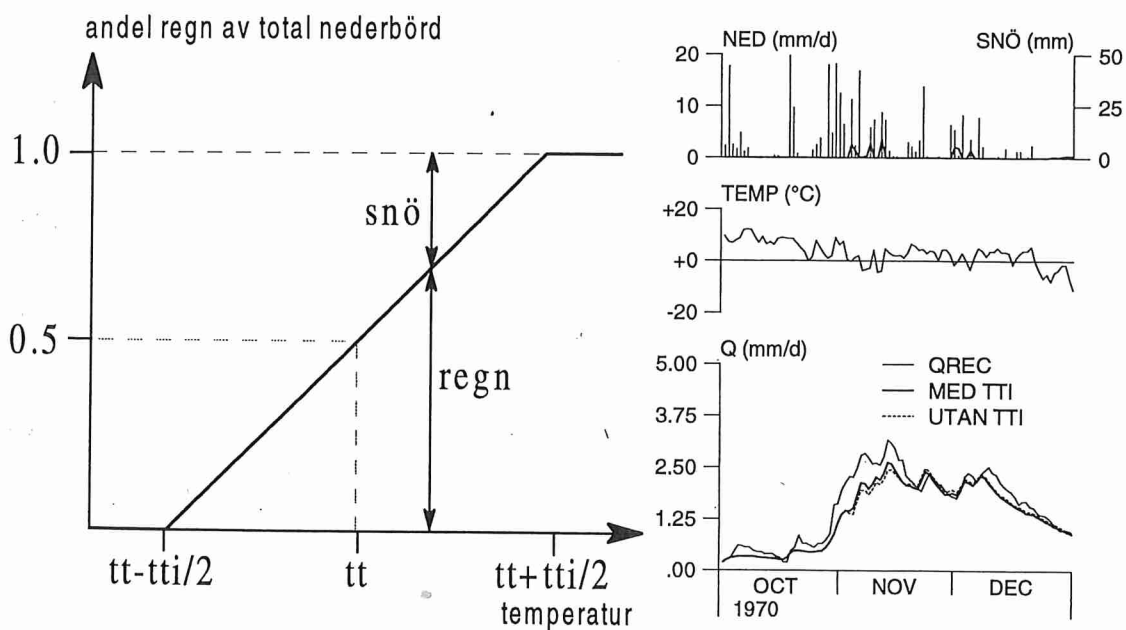 andel regn av total nederbörd
1.0
0.5
snö
regn
tt-tti/2
tt
tt+tti/2
temperatur
NED (mm/d)
SNÖ (mm)
20
10
0
50
25
0
TEMP (°C)
+20
+0
-20
Q (mm/d)
5.00
3.75
2.50
1.25
.00
QREC
MED TTI
UTAN TTI
OCT
NOV
DEC
1970